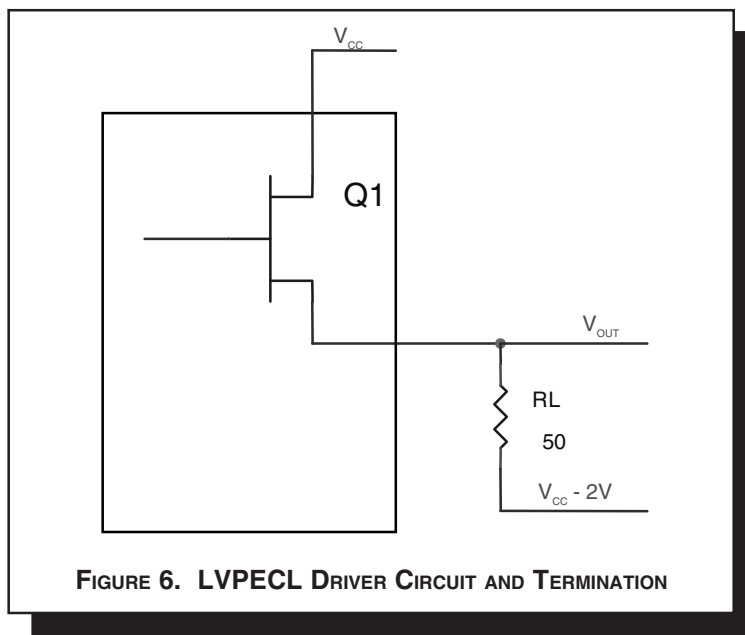 V_CC
Q1
V_OUT
RL
50
V_CC - 2V
FIGURE 6. LVPECL DRIVER CIRCUIT AND TERMINATION